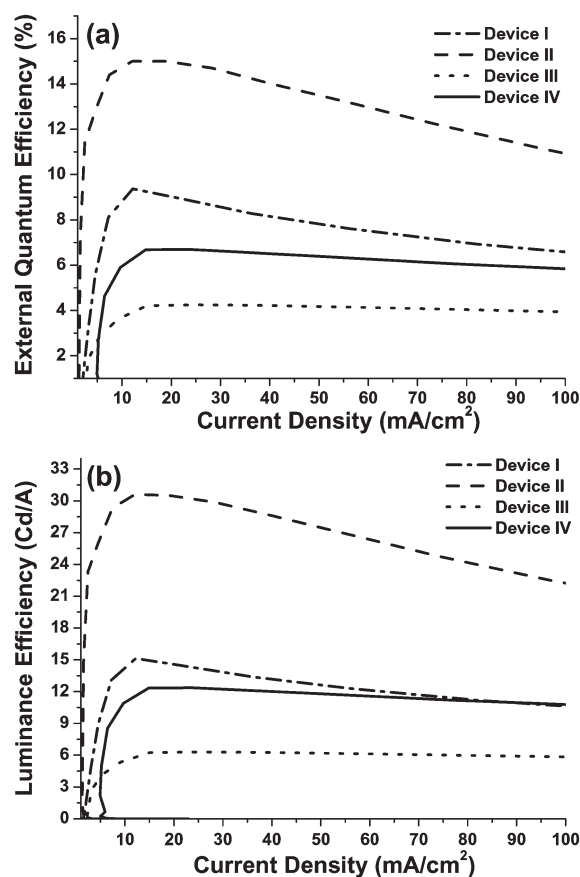 (a)
Device I
Device II
Device III
Device IV
External Quantum Efficiency (%)
16
14
12
10
8
6
4
2
10 20 30 40 50 60 70 80 90 100
Current Density (mA/cm²)
(b)
Device I
Device II
Device III
Device IV
Luminance Efficiency (Cd/A)
33
30
27
24
21
18
15
12
9
6
3
0
10 20 30 40 50 60 70 80 90 100
Current Density (mA/cm²)